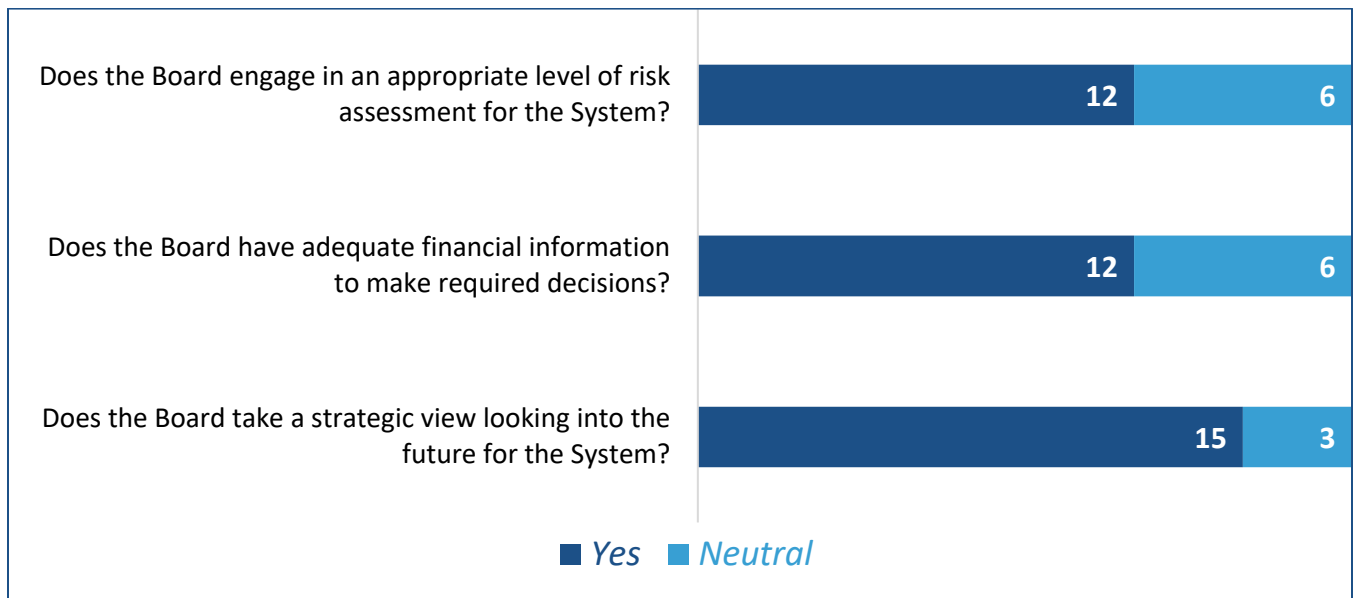 Does the Board engage in an appropriate level of risk
assessment for the System?
12
6
Does the Board have adequate financial information
to make required decisions?
12
6
Does the Board take a strategic view looking into the
future for the System?
15
3
Yes
Neutral